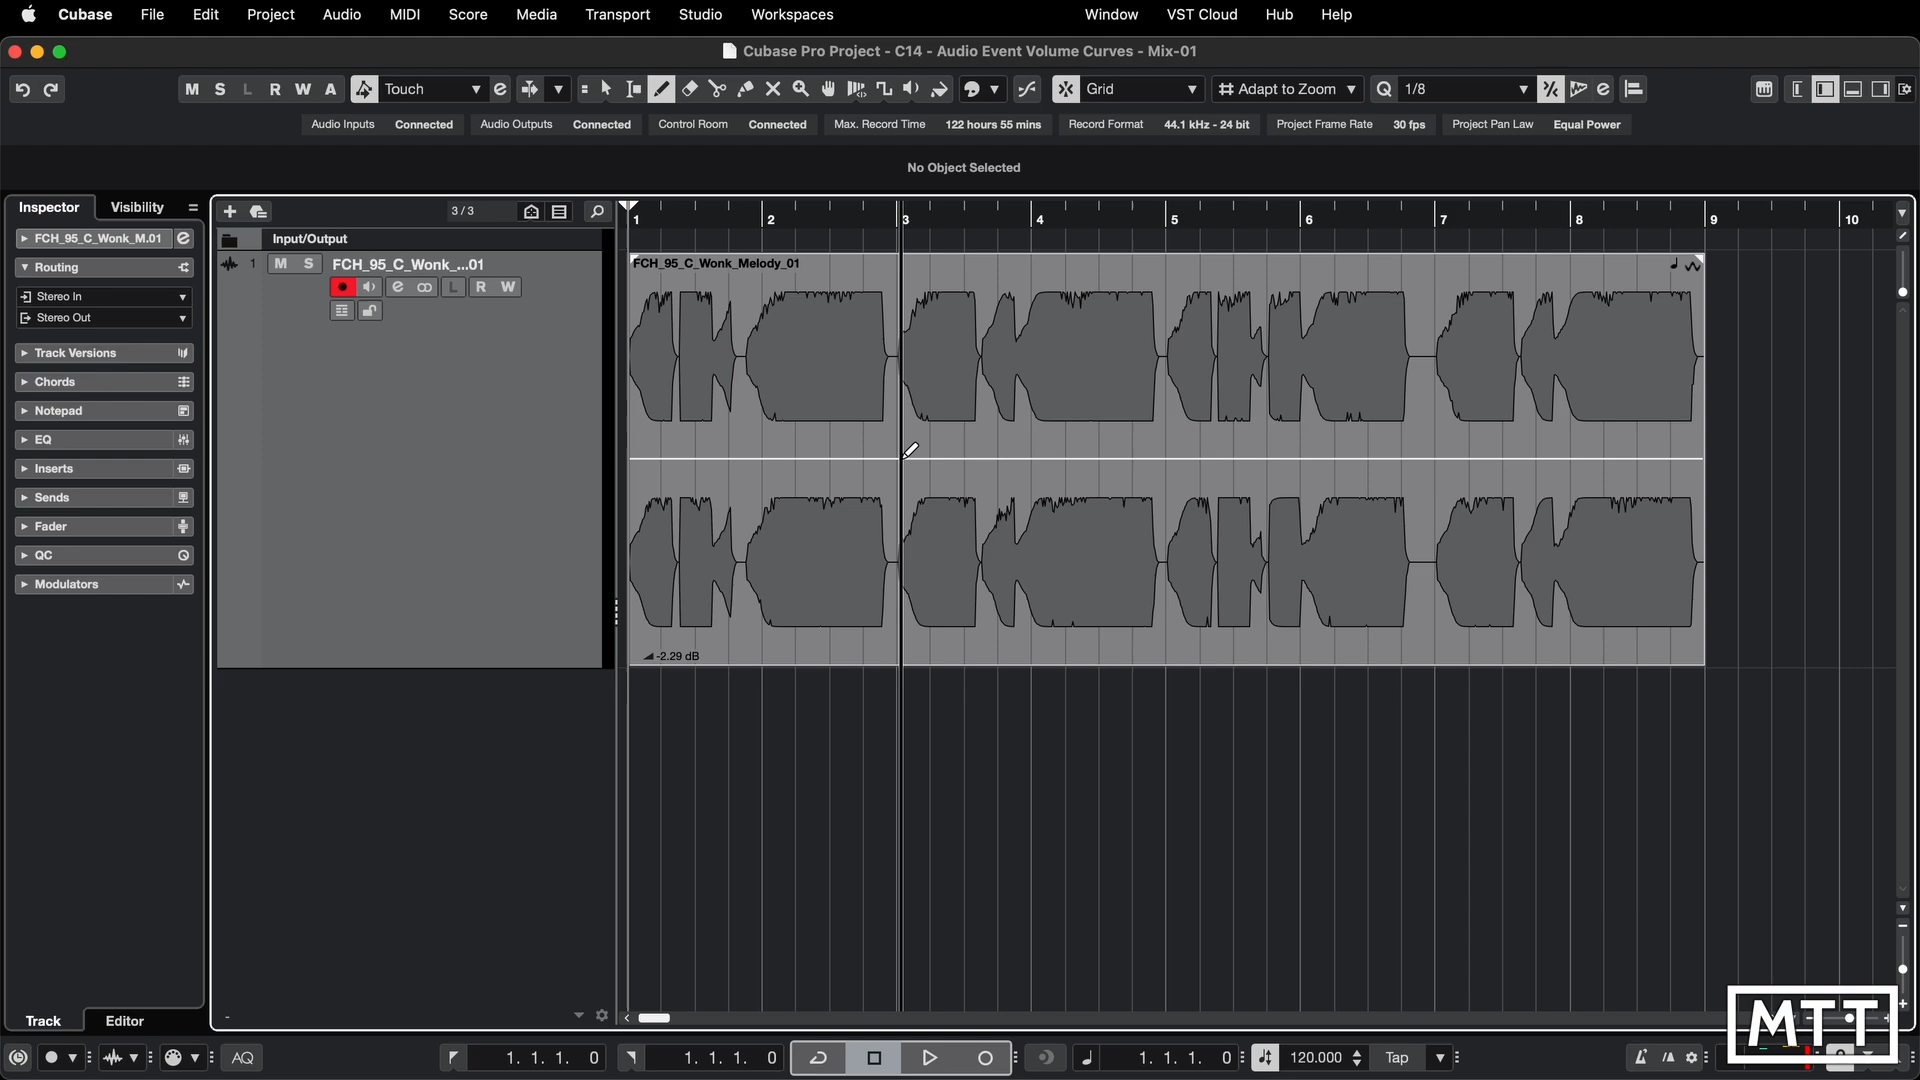 Cubase File Edit Project Audio MIDI Score Media Transport Studio Workspaces Window VST Cloud Hub Help
Cubase Pro Project - C14 - Audio Event Volume Curves - Mix-01
M S L R W A Touch Grid Adapt to Zoom Q 1/8
Audio Inputs Connected Audio Outputs Connected Control Room Connected Max. Record Time 122 hours 55 mins Record Format 44.1 kHz - 24 bit Project Frame Rate 30 fps Project Pan Law Equal Power
No Object Selected
Inspector Visibility
3/3
1 2 3 4 5 6 7 8 9 10
FCH_95_C_Wonk_M.01
Input/Output
Routing
1 M S FCH_95_C_Wonk_...01
FCH_95_C_Wonk_Melody_01
L R W
Stereo In
Stereo Out
Track Versions
Chords
Notepad
EQ
Inserts
Sends
Fader
QC
Modulators
-2.29 dB
Track Editor
AQ 1. 1. 1. 0 1. 1. 1. 0 1. 1. 1. 0 120.000 Tap
MTT